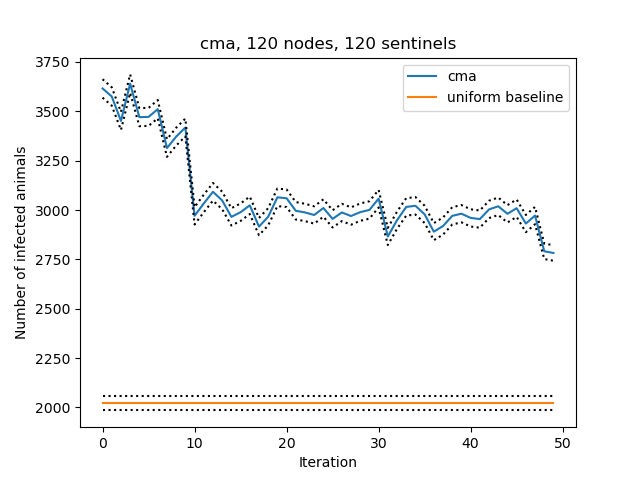 cma, 120 nodes, 120 sentinels
3750
3500
3250
3000
2750
2500
2250
2000
Number of infected animals
cma
uniform baseline
0 10 20 30 40 50
Iteration